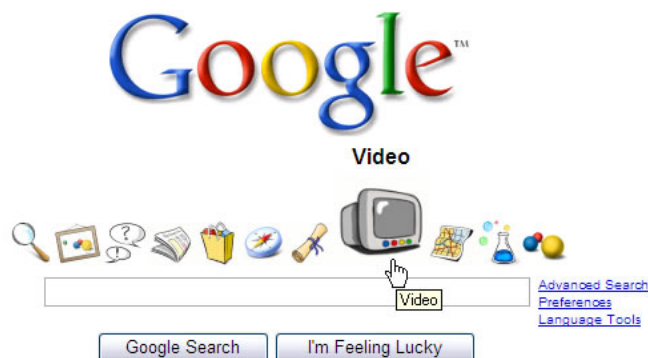 Google™
Video
Advanced Search
Video
Preferences
Language Tools
Google Search I'm Feeling Lucky